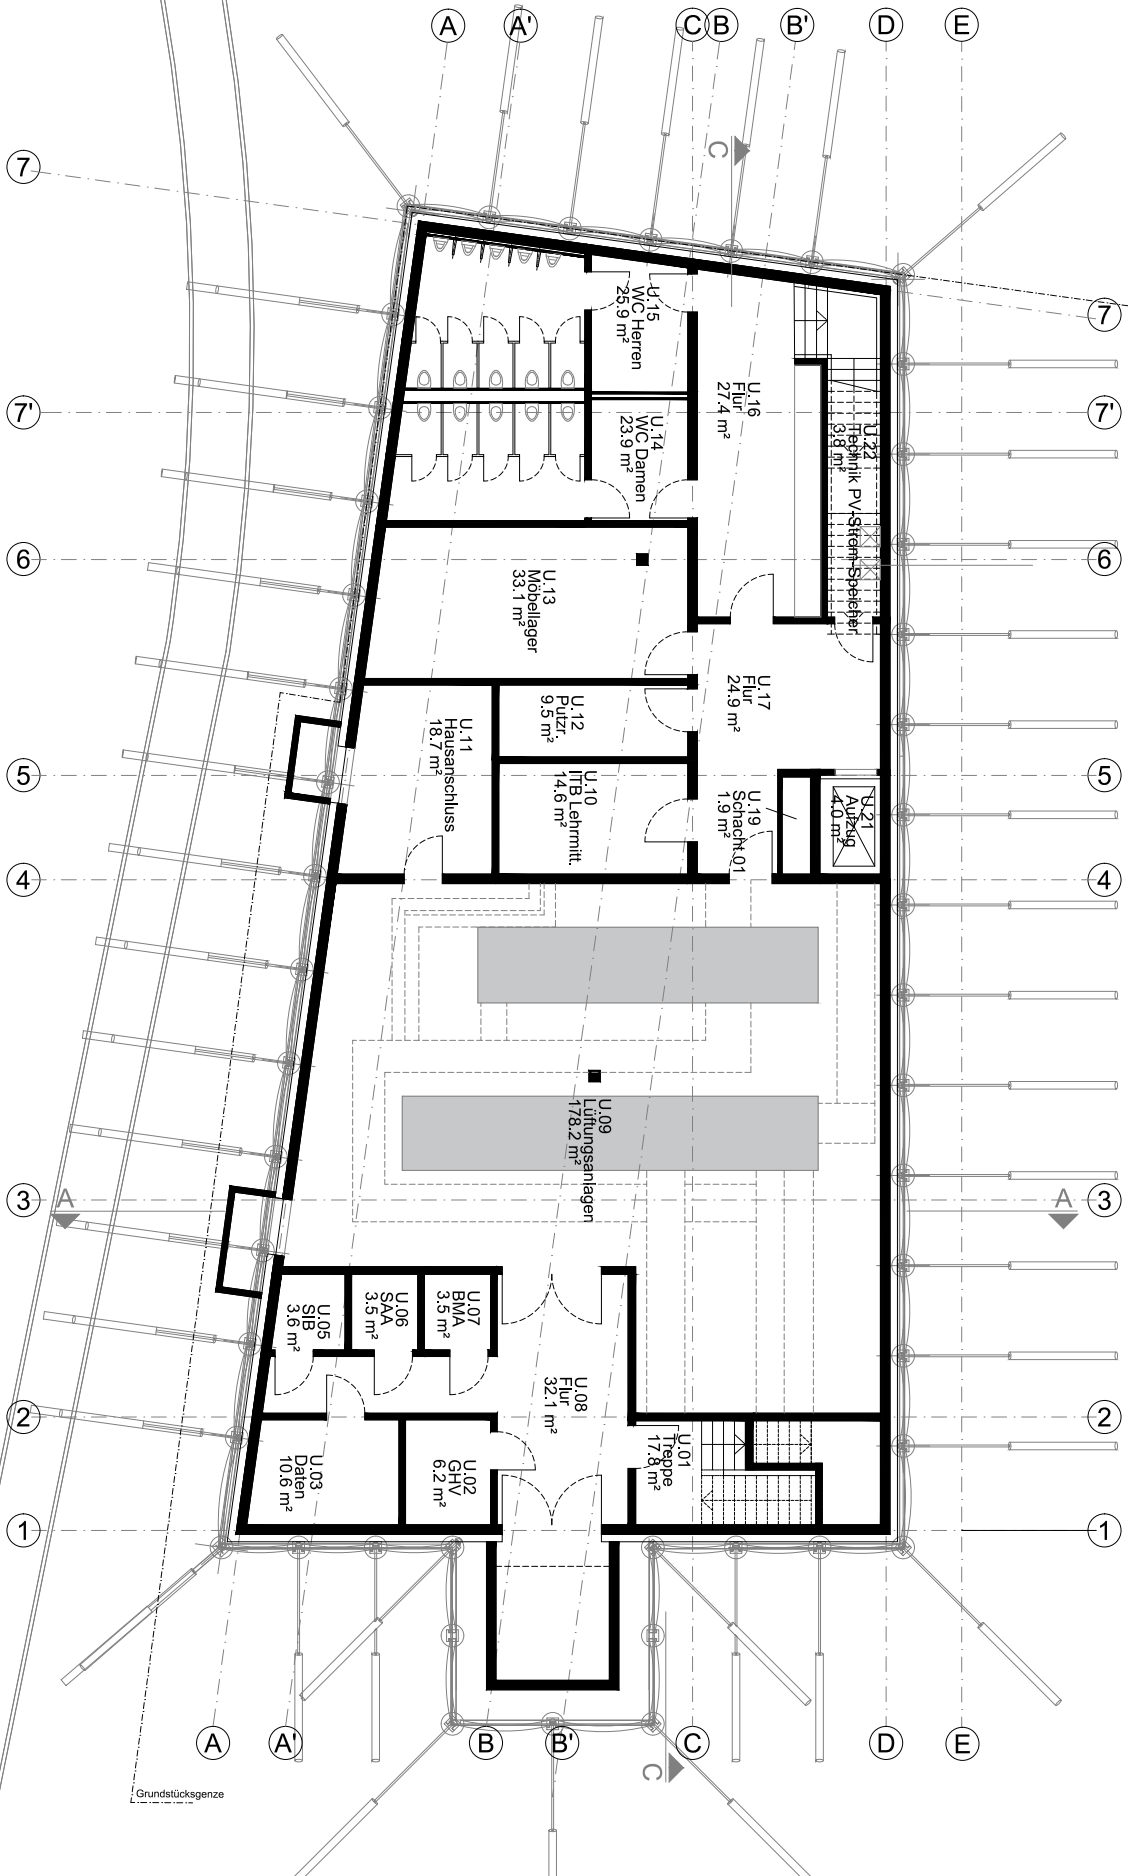 A
A'
C
B
B'
D
E
C
7
7
U.15
WC Herren
25.9 m²
U.16
Flur
27.4 m²
7'
7'
U.14
WC Damen
23.9 m²
U.22
Technik PV-Strom-Speicher
3.8 m²
6
6
U.13
Möbellager
33.1 m²
U.12
Putzr.
9.5 m²
U.17
Flur
24.9 m²
U.11
Hausanschluss
18.7 m²
5
5
U.10
ITB Lehrmitt.
14.6 m²
U.19
Schacht 01
1.9 m²
U.21
Aufzug
4.0 m²
4
4
U.09
Lüftungsanlagen
178.2 m²
3
A
A
3
U.05
SIB
3.6 m²
U.06
SAA
3.5 m²
U.07
BMA
3.5 m²
U.08
Flur
32.1 m²
2
2
U.03
Daten
10.6 m²
U.02
GHV
6.2 m²
U.01
Treppe
17.8 m²
1
1
A
A'
B
B'
C
D
E
C
Grundstücksgenze